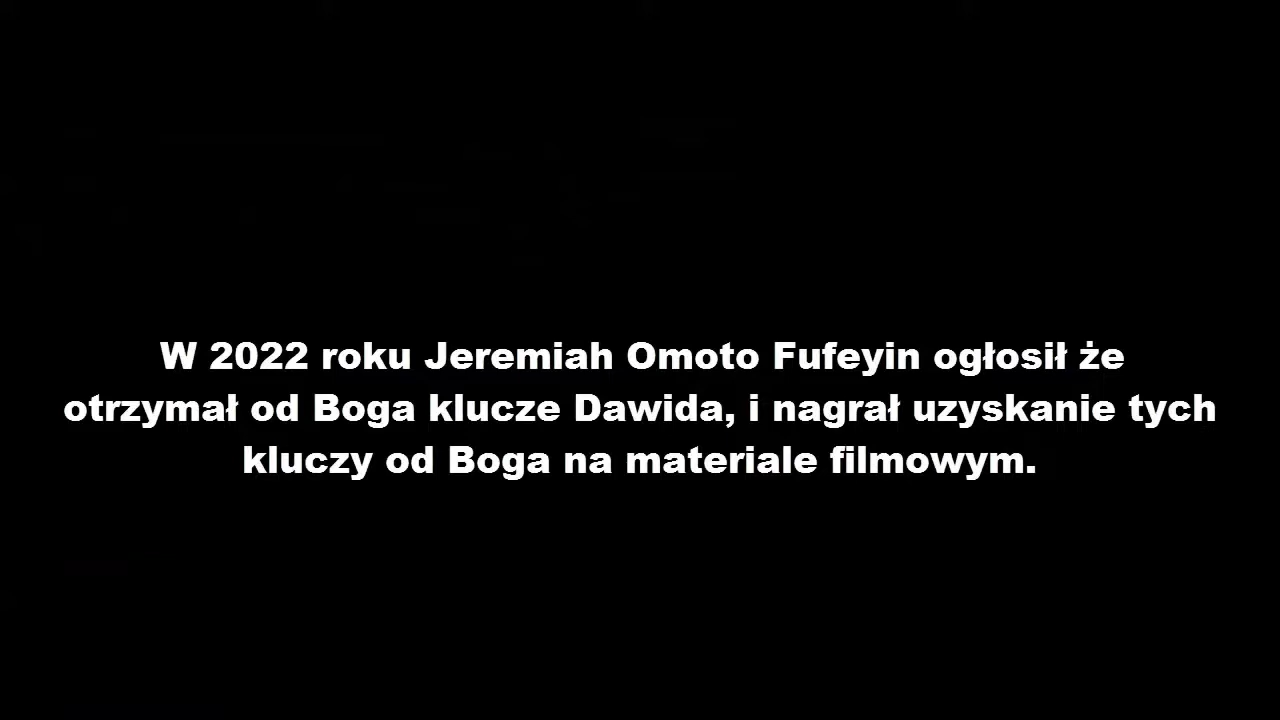 W 2022 roku Jeremiah Omoto Fufeyin ogłosił że
otrzymał od Boga klucze Dawida, i nagrał uzyskanie tych
kluczy od Boga na materiale filmowym.